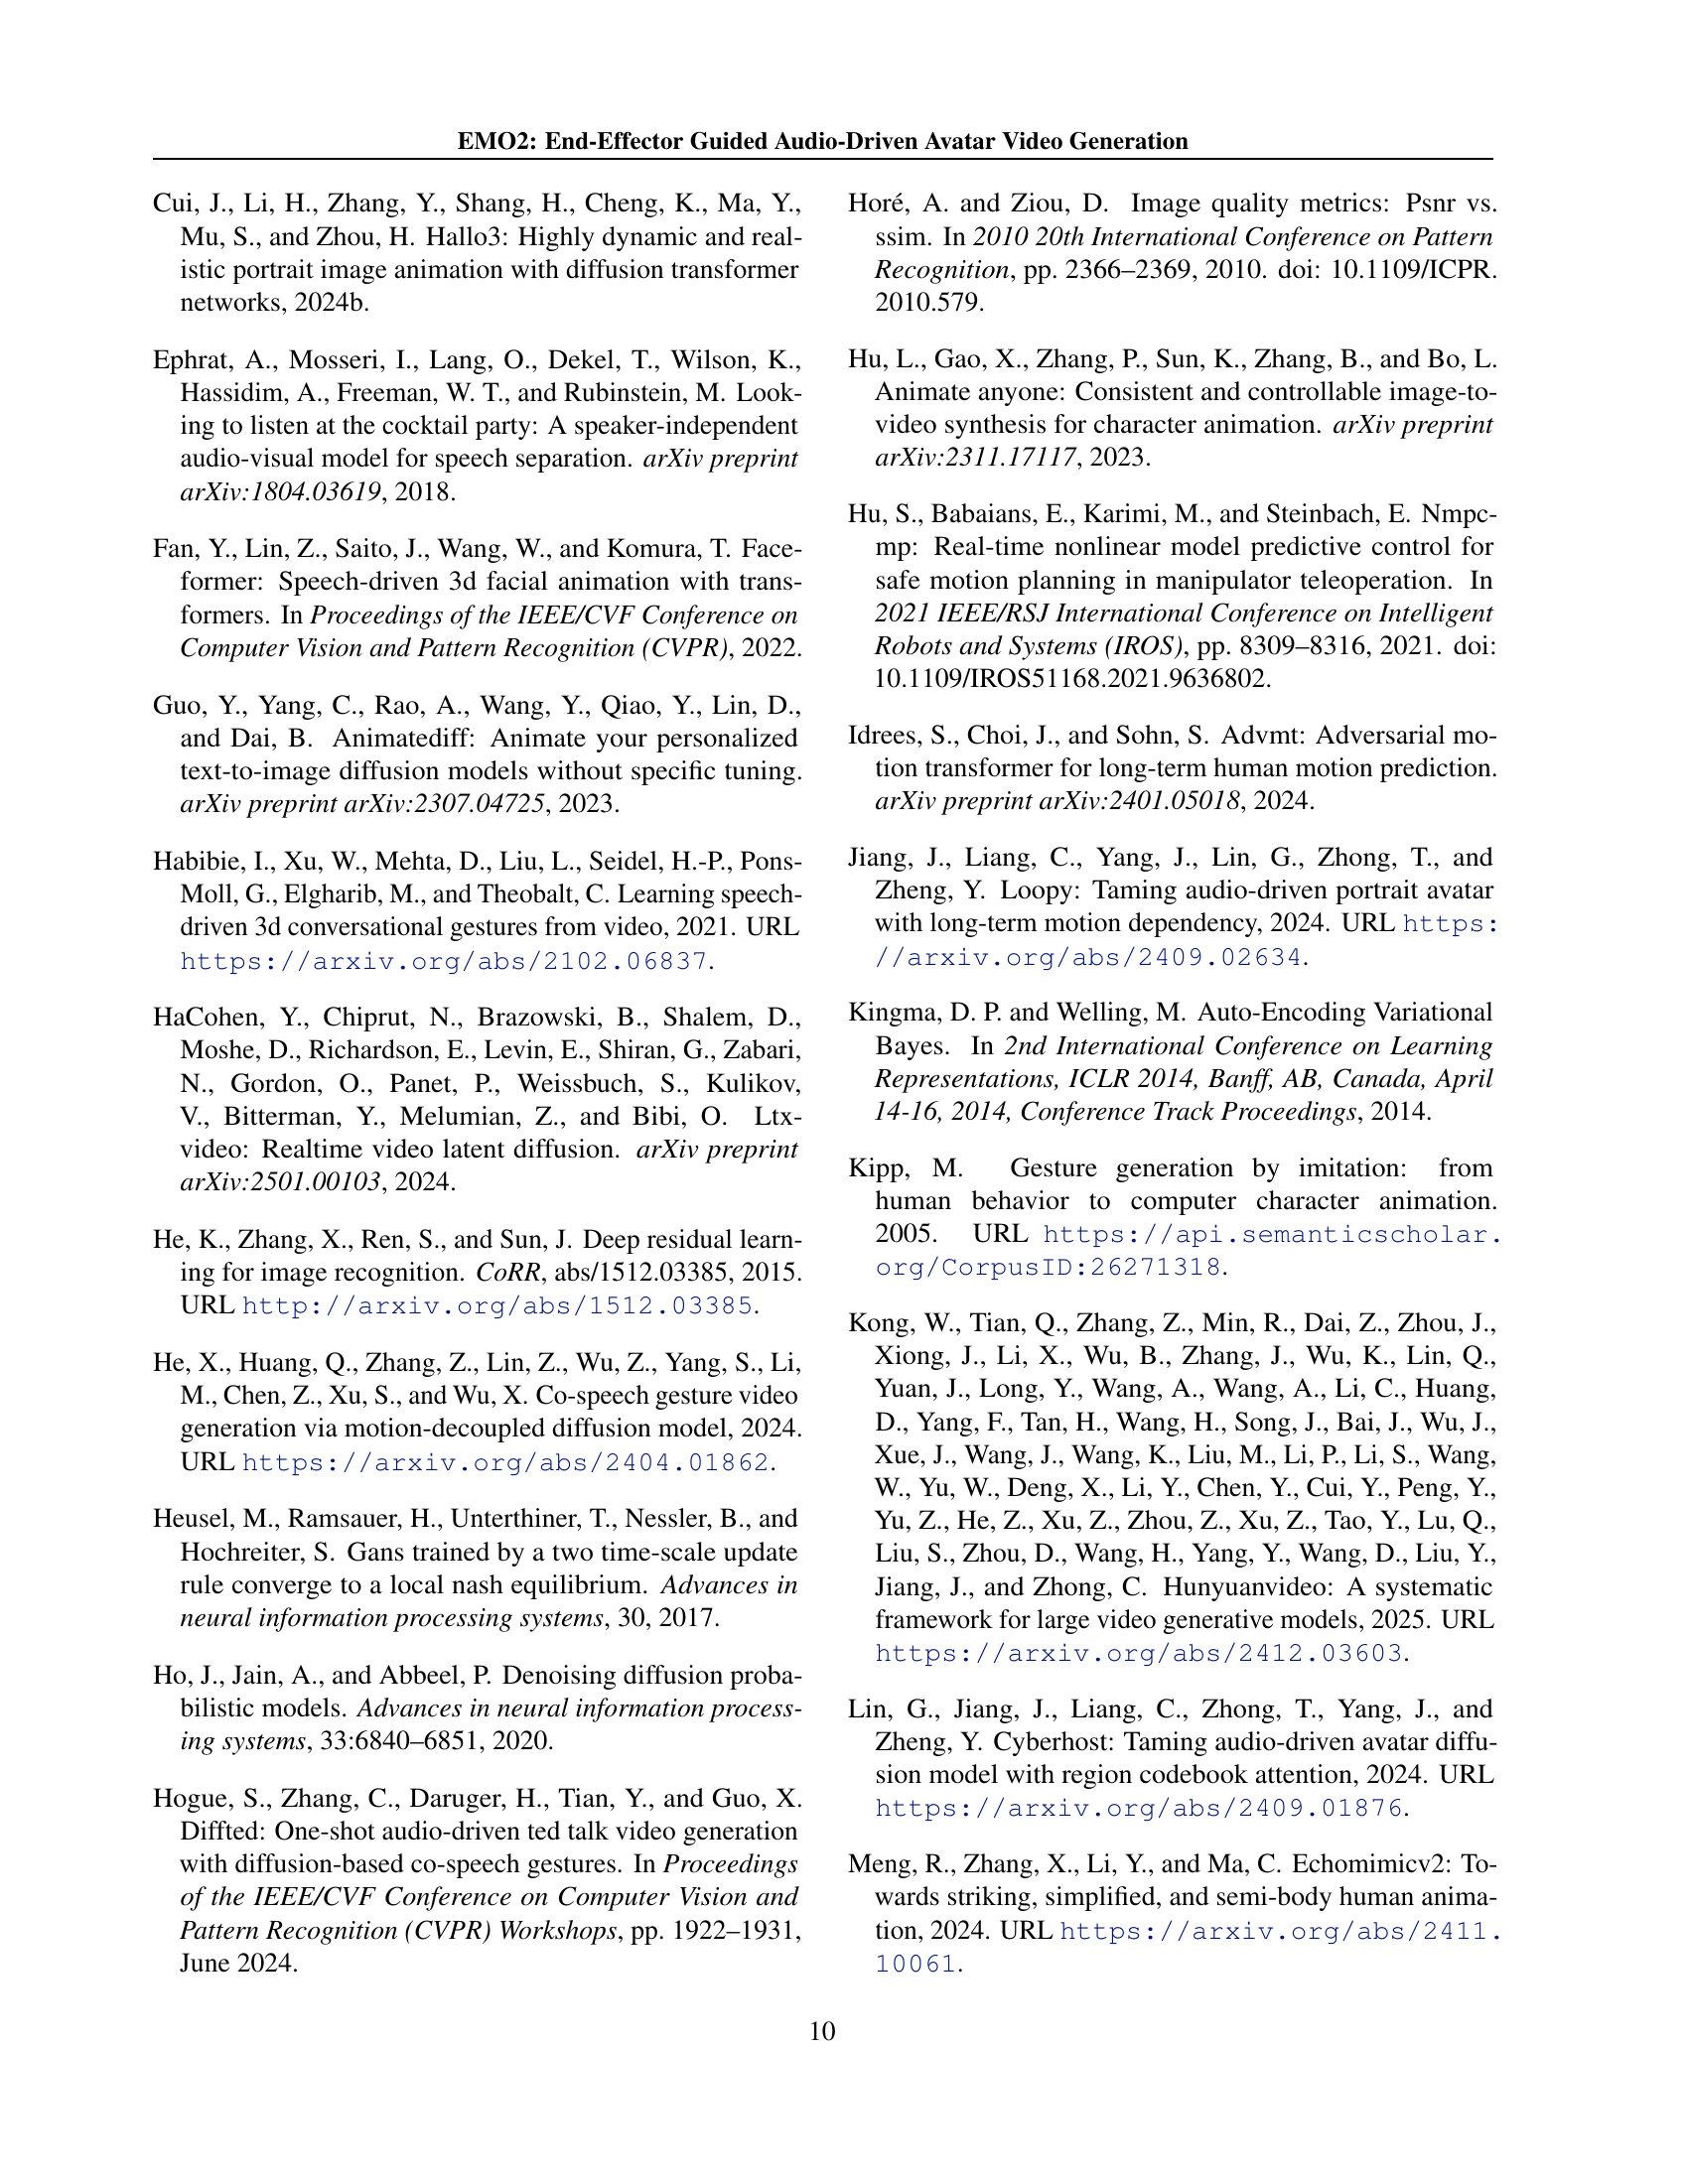 EMO2: End-Effector Guided Audio-Driven Avatar Video Generation
Cui, J., Li, H., Zhang, Y., Shang, H., Cheng, K., Ma, Y.,
Mu, S., and Zhou, H. Hallo3: Highly dynamic and real-
istic portrait image animation with diffusion transformer
networks, 2024b.
Ephrat, A., Mosseri, I., Lang, O., Dekel, T., Wilson, K.,
Hassidim, A., Freeman, W. T., and Rubinstein, M. Look-
ing to listen at the cocktail party: A speaker-independent
audio-visual model for speech separation. arXiv preprint
arXiv:1804.03619, 2018.
Fan, Y., Lin, Z., Saito, J., Wang, W., and Komura, T. Face-
former: Speech-driven 3d facial animation with trans-
formers. In Proceedings of the IEEE/CVF Conference on
Computer Vision and Pattern Recognition (CVPR), 2022.
Guo, Y., Yang, C., Rao, A., Wang, Y., Qiao, Y., Lin, D.,
and Dai, B. Animatediff: Animate your personalized
text-to-image diffusion models without specific tuning.
arXiv preprint arXiv:2307.04725, 2023.
Habibie, I., Xu, W., Mehta, D., Liu, L., Seidel, H.-P., Pons-
Moll, G., Elgharib, M., and Theobalt, C. Learning speech-
driven 3d conversational gestures from video, 2021. URL
https://arxiv.org/abs/2102.06837.
HaCohen, Y., Chiprut, N., Brazowski, B., Shalem, D.,
Moshe, D., Richardson, E., Levin, E., Shiran, G., Zabari,
N., Gordon, O., Panet, P., Weissbuch, S., Kulikov,
V., Bitterman, Y., Melumian, Z., and Bibi, O. Ltx-
video: Realtime video latent diffusion. arXiv preprint
arXiv:2501.00103, 2024.
He, K., Zhang, X., Ren, S., and Sun, J. Deep residual learn-
ing for image recognition. CoRR, abs/1512.03385, 2015.
URL http://arxiv.org/abs/1512.03385.
He, X., Huang, Q., Zhang, Z., Lin, Z., Wu, Z., Yang, S., Li,
M., Chen, Z., Xu, S., and Wu, X. Co-speech gesture video
generation via motion-decoupled diffusion model, 2024.
URL https://arxiv.org/abs/2404.01862.
Heusel, M., Ramsauer, H., Unterthiner, T., Nessler, B., and
Hochreiter, S. Gans trained by a two time-scale update
rule converge to a local nash equilibrium. Advances in
neural information processing systems, 30, 2017.
Ho, J., Jain, A., and Abbeel, P. Denoising diffusion proba-
bilistic models. Advances in neural information process-
ing systems, 33:6840–6851, 2020.
Hogue, S., Zhang, C., Daruger, H., Tian, Y., and Guo, X.
Diffted: One-shot audio-driven ted talk video generation
with diffusion-based co-speech gestures. In Proceedings
of the IEEE/CVF Conference on Computer Vision and
Pattern Recognition (CVPR) Workshops, pp. 1922–1931,
June 2024.
Horé, A. and Ziou, D. Image quality metrics: Psnr vs.
ssim. In 2010 20th International Conference on Pattern
Recognition, pp. 2366–2369, 2010. doi: 10.1109/ICPR.
2010.579.
Hu, L., Gao, X., Zhang, P., Sun, K., Zhang, B., and Bo, L.
Animate anyone: Consistent and controllable image-to-
video synthesis for character animation. arXiv preprint
arXiv:2311.17117, 2023.
Hu, S., Babaians, E., Karimi, M., and Steinbach, E. Nmpc-
mp: Real-time nonlinear model predictive control for
safe motion planning in manipulator teleoperation. In
2021 IEEE/RSJ International Conference on Intelligent
Robots and Systems (IROS), pp. 8309–8316, 2021. doi:
10.1109/IROS51168.2021.9636802.
Idrees, S., Choi, J., and Sohn, S. Advmt: Adversarial mo-
tion transformer for long-term human motion prediction.
arXiv preprint arXiv:2401.05018, 2024.
Jiang, J., Liang, C., Yang, J., Lin, G., Zhong, T., and
Zheng, Y. Loopy: Taming audio-driven portrait avatar
with long-term motion dependency, 2024. URL https:
//arxiv.org/abs/2409.02634.
Kingma, D. P. and Welling, M. Auto-Encoding Variational
Bayes. In 2nd International Conference on Learning
Representations, ICLR 2014, Banff, AB, Canada, April
14-16, 2014, Conference Track Proceedings, 2014.
Kipp, M. Gesture generation by imitation: from
human behavior to computer character animation.
2005. URL https://api.semanticscholar.
org/CorpusID:26271318.
Kong, W., Tian, Q., Zhang, Z., Min, R., Dai, Z., Zhou, J.,
Xiong, J., Li, X., Wu, B., Zhang, J., Wu, K., Lin, Q.,
Yuan, J., Long, Y., Wang, A., Wang, A., Li, C., Huang,
D., Yang, F., Tan, H., Wang, H., Song, J., Bai, J., Wu, J.,
Xue, J., Wang, J., Wang, K., Liu, M., Li, P., Li, S., Wang,
W., Yu, W., Deng, X., Li, Y., Chen, Y., Cui, Y., Peng, Y.,
Yu, Z., He, Z., Xu, Z., Zhou, Z., Xu, Z., Tao, Y., Lu, Q.,
Liu, S., Zhou, D., Wang, H., Yang, Y., Wang, D., Liu, Y.,
Jiang, J., and Zhong, C. Hunyuanvideo: A systematic
framework for large video generative models, 2025. URL
https://arxiv.org/abs/2412.03603.
Lin, G., Jiang, J., Liang, C., Zhong, T., Yang, J., and
Zheng, Y. Cyberhost: Taming audio-driven avatar diffu-
sion model with region codebook attention, 2024. URL
https://arxiv.org/abs/2409.01876.
Meng, R., Zhang, X., Li, Y., and Ma, C. Echomimicv2: To-
wards striking, simplified, and semi-body human anima-
tion, 2024. URL https://arxiv.org/abs/2411.
10061.
10